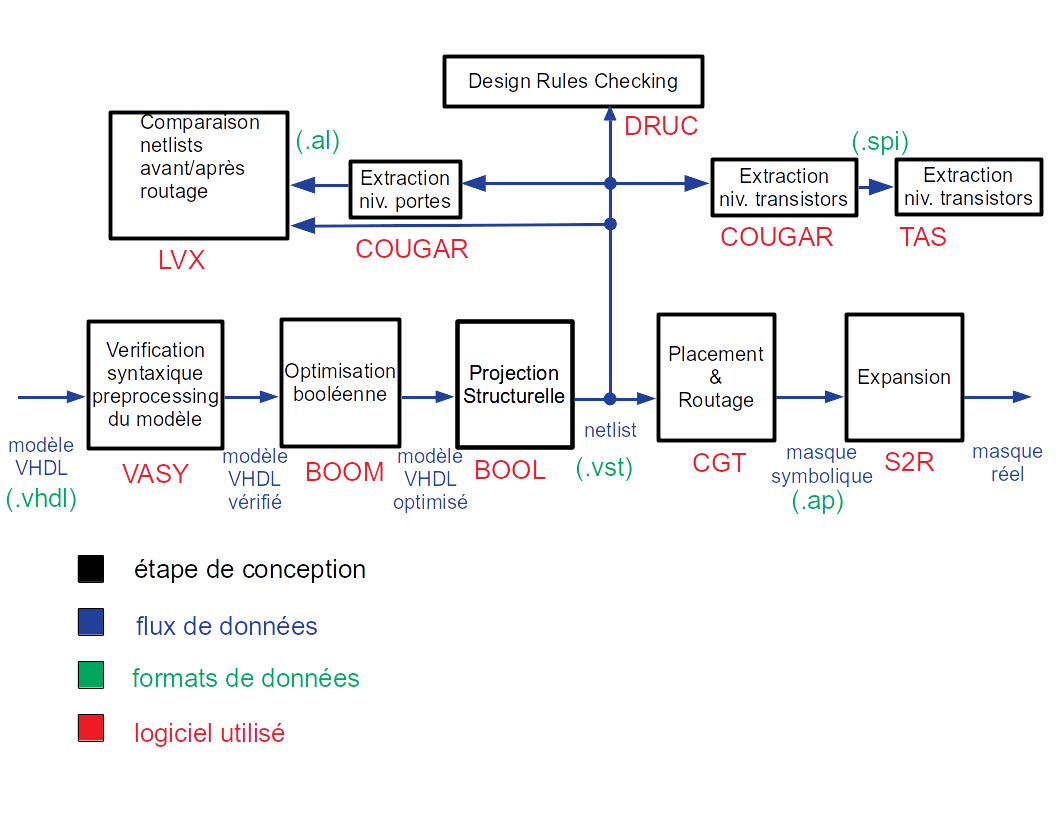 Design Rules Checking
DRUC
Comparaison
netlists
avant/après
routage
LVX
(.al)
Extraction
niv. portes
COUGAR
Extraction
niv. transistors
COUGAR
(.spi)
Extraction
niv. transistors
TAS
modèle
VHDL
(.vhdl)
Verification
syntaxique
preprocessing
du modèle
VASY
modèle
VHDL
vérifié
Optimisation
booléenne
BOOM
modèle
VHDL
optimisé
Projection
Structurelle
BOOL
netlist
(.vst)
Placement
&
Routage
CGT
masque
symbolique
(.ap)
Expansion
S2R
masque
réel
étape de conception
flux de données
formats de données
logiciel utilisé